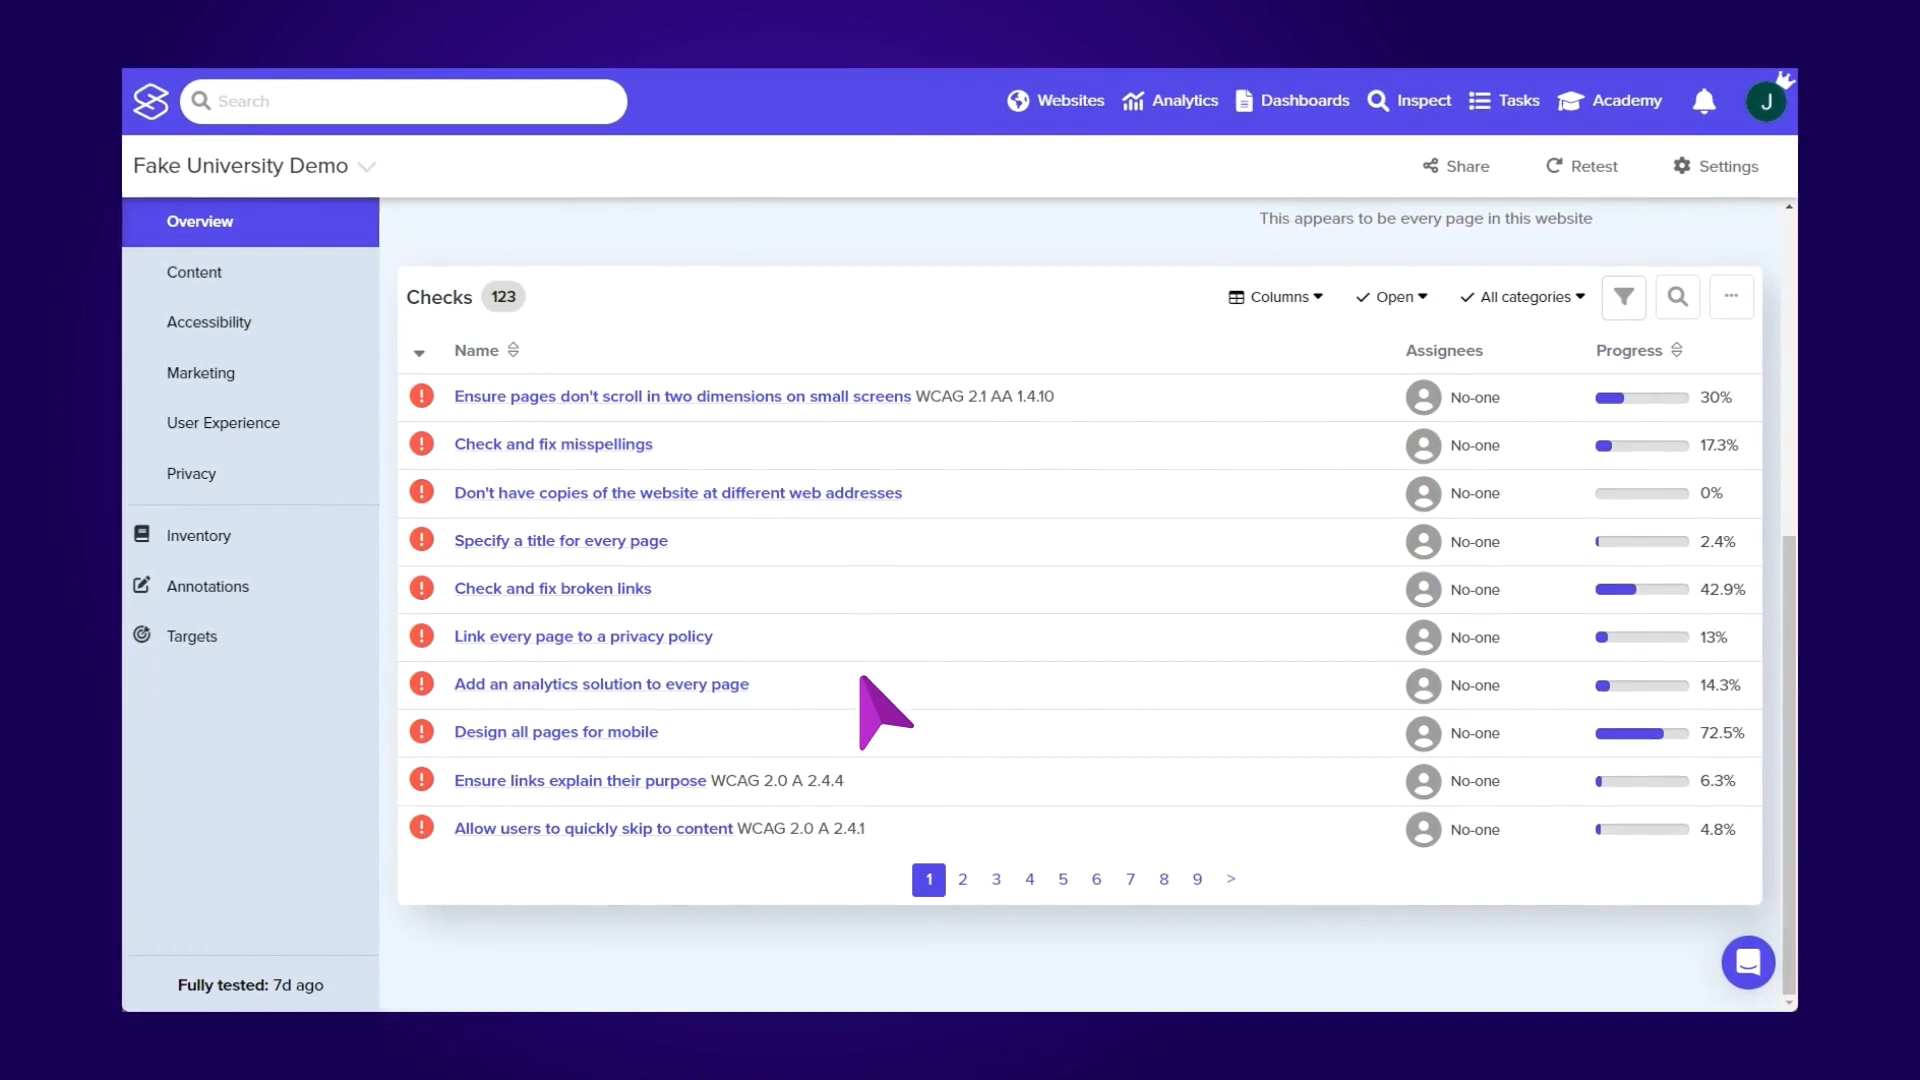 Search
Websites
Analytics
Dashboards
Inspect
Tasks
Academy
J
Fake University Demo
Share
Retest
Settings
Overview
Content
Accessibility
Marketing
User Experience
Privacy
Inventory
Annotations
Targets
Fully tested: 7d ago
This appears to be every page in this website
Checks 123
Columns
Open
All categories
Name
Assignees
Progress
Ensure pages don't scroll in two dimensions on small screens WCAG 2.1 AA 1.4.10 No-one 30%
Check and fix misspellings No-one 17.3%
Don't have copies of the website at different web addresses No-one 0%
Specify a title for every page No-one 2.4%
Check and fix broken links No-one 42.9%
Link every page to a privacy policy No-one 13%
Add an analytics solution to every page No-one 14.3%
Design all pages for mobile No-one 72.5%
Ensure links explain their purpose WCAG 2.0 A 2.4.4 No-one 6.3%
Allow users to quickly skip to content WCAG 2.0 A 2.4.1 No-one 4.8%
1 2 3 4 5 6 7 8 9 >